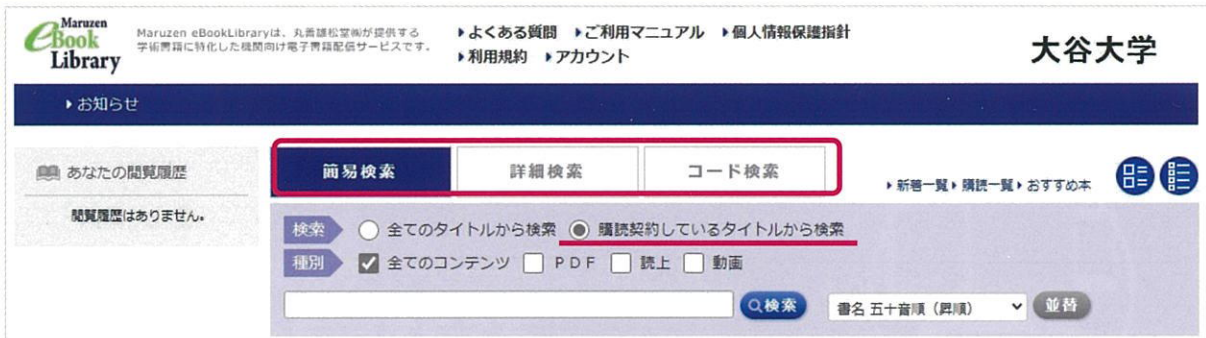 Maruzen
eBook
Library
Maruzen eBookLibraryは、丸善雄松堂㈱が提供する
学術書籍に特化した機関向け電子書籍配信サービスです。
よくある質問 ご利用マニュアル 個人情報保護指針
利用規約 アカウント
大谷大学
お知らせ
あなたの閲覧履歴
閲覧履歴はありません。
簡易検索 詳細検索 コード検索
新着一覧 購読一覧 おすすめ本
検索 全てのタイトルから検索 購読契約しているタイトルから検索
種別 全てのコンテンツ PDF 読上 動画
検索 書名 五十音順（昇順） 並替